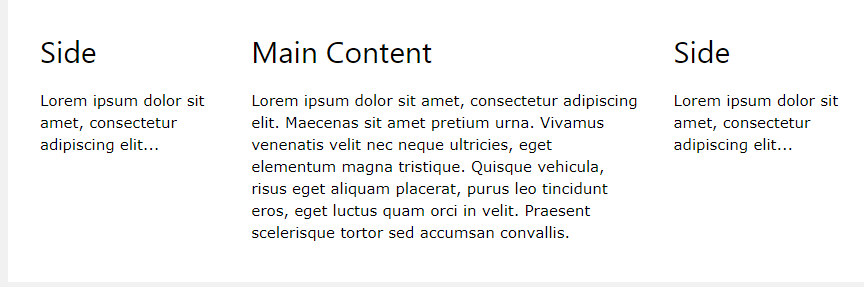 Side
Lorem ipsum dolor sit
amet, consectetur
adipiscing elit...
Main Content
Lorem ipsum dolor sit amet, consectetur adipiscing
elit. Maecenas sit amet pretium urna. Vivamus
venenatis velit nec neque ultricies, eget
elementum magna tristique. Quisque vehicula,
risus eget aliquam placerat, purus leo tincidunt
eros, eget luctus quam orci in velit. Praesent
scelerisque tortor sed accumsan convallis.
Side
Lorem ipsum dolor sit
amet, consectetur
adipiscing elit...